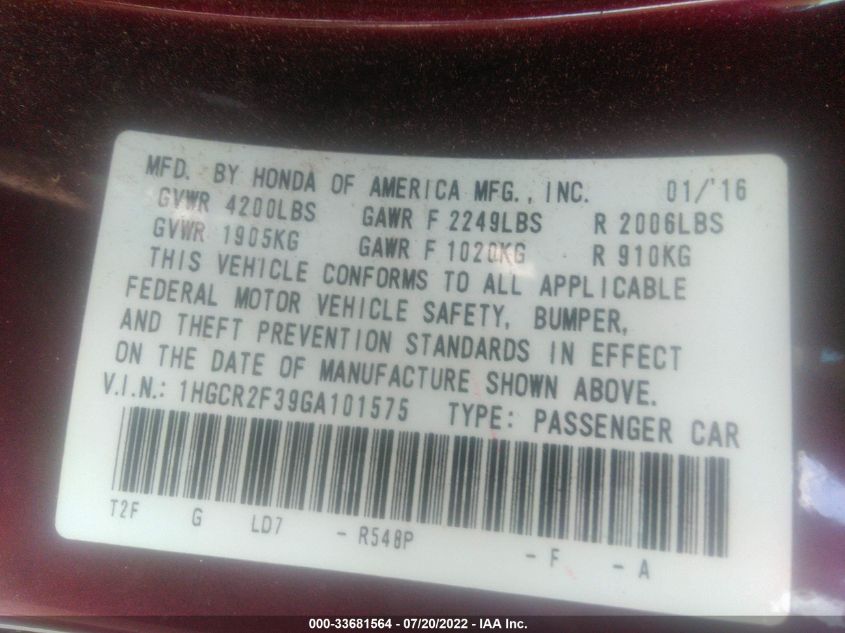 MFD. BY HONDA OF AMERICA MFG., INC. 01/'16
GVWR 4200LBS GAWR F 2249LBS R 2006LBS
GVWR 1905KG GAWR F 1020KG R 910KG
THIS VEHICLE CONFORMS TO ALL APPLICABLE
FEDERAL MOTOR VEHICLE SAFETY, BUMPER,
AND THEFT PREVENTION STANDARDS IN EFFECT
ON THE DATE OF MANUFACTURE SHOWN ABOVE.
V.I.N.: 1HGCR2F39GA101575 TYPE: PASSENGER CAR
T2F G LD7 - R548P - F - A
000-33681564 / 07/20/2022 - IAA Inc.